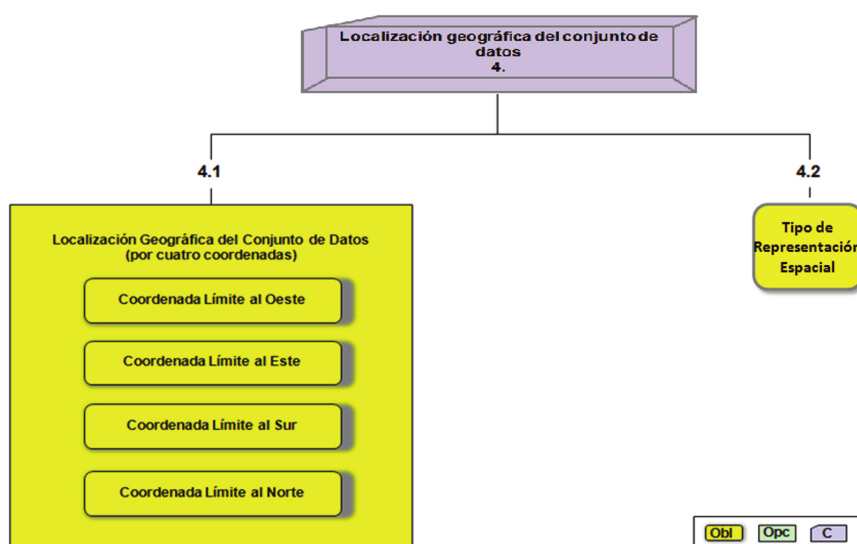 Localización geográfica del conjunto de
datos
4.
4.1
4.2
Localización Geográfica del Conjunto de Datos
(por cuatro coordenadas)
Coordenada Límite al Oeste
Coordenada Límite al Este
Coordenada Límite al Sur
Coordenada Límite al Norte
Tipo de
Representación
Espacial
Obl
Opc
C